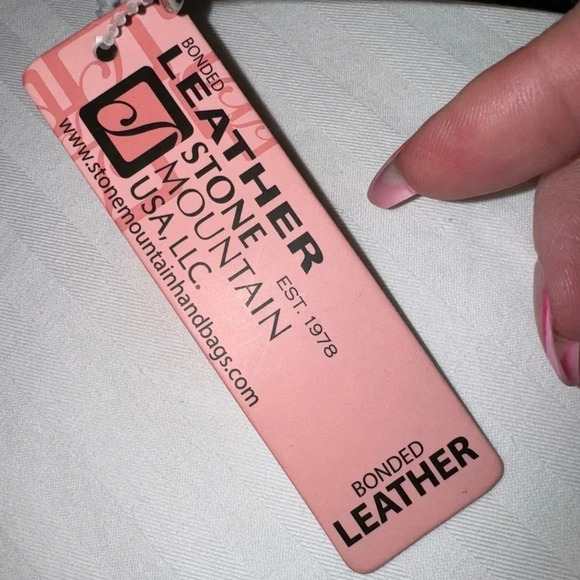 BONDED
LEATHER
STONE
MOUNTAIN
USA, LLC.
EST. 1978
www.stonemountainhandbags.com
BONDED
LEATHER